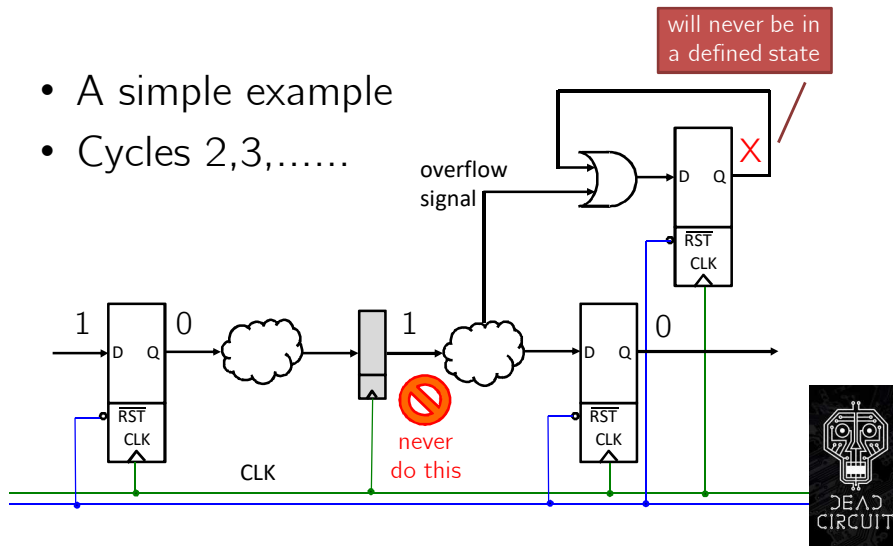 will never be in
a defined state
• A simple example
• Cycles 2,3,......
X
overflow
signal
D Q
RST
CLK
1
0
1
0
D Q
D Q
RST
CLK
RST
CLK
never
do this
CLK
DEAD
CIRCUIT